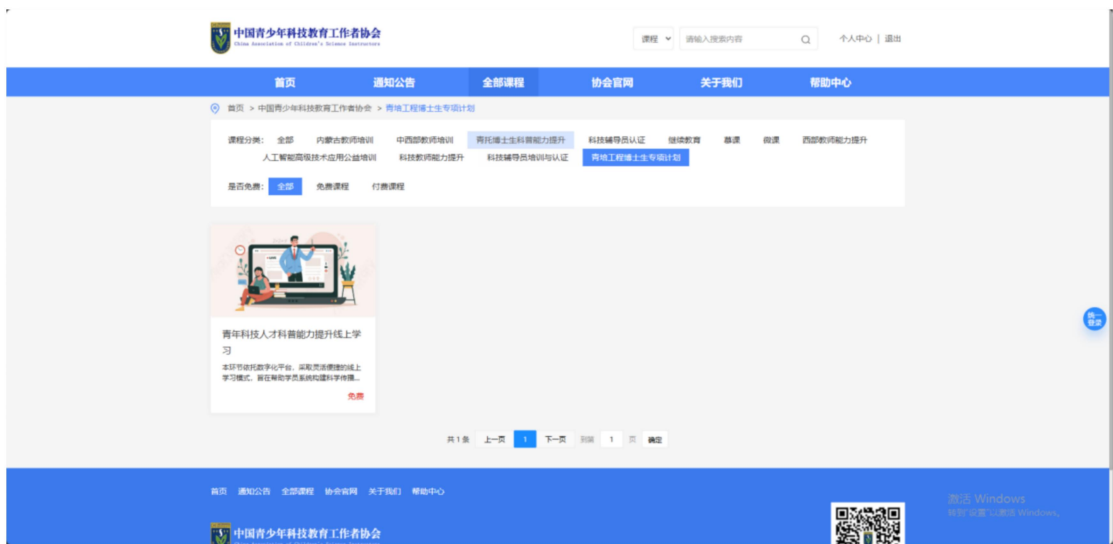 中国青少年科技教育工作者协会
China Association of Children's Science Instructors
课程 请输入搜索内容 个人中心 | 退出
首页 通知公告 全部课程 协会官网 关于我们 帮助中心
首页 > 中国青少年科技教育工作者协会 > 青培工程博士生专项计划
课程分类: 全部 内蒙古教师培训 中西部教师培训 青托博士生科普能力提升 科技辅导员认证 继续教育 慕课 微课 西部教师能力提升
人工智能高级技术应用公益培训 科技教师能力提升 科技辅导员培训与认证 青培工程博士生专项计划
是否免费: 全部 免费课程 付费课程
统一
登录
青年科技人才科普能力提升线上学
习
本环节依托数字化平台，采取灵活便捷的线上
学习模式，旨在帮助学员系统构建科学传播...
免费
共1条 上一页 1 下一页 到第 1 页 确定
首页 通知公告 全部课程 协会官网 关于我们 帮助中心
激活 Windows
转到"设置"以激活 Windows。
中国青少年科技教育工作者协会